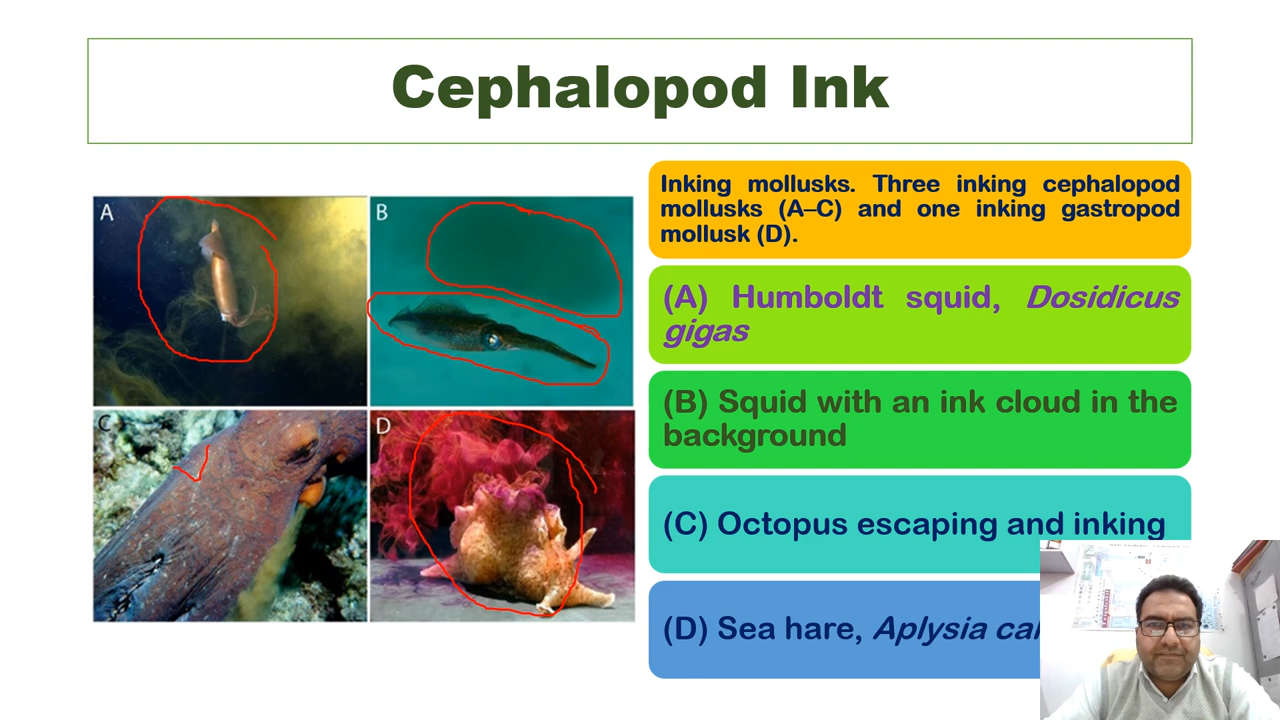 Cephalopod Ink
A
B
C
D
Inking mollusks. Three inking cephalopod
mollusks (A–C) and one inking gastropod
mollusk (D).
(A) Humboldt squid, Dosidicus
gigas
(B) Squid with an ink cloud in the
background
(C) Octopus escaping and inking
(D) Sea hare, Aplysia